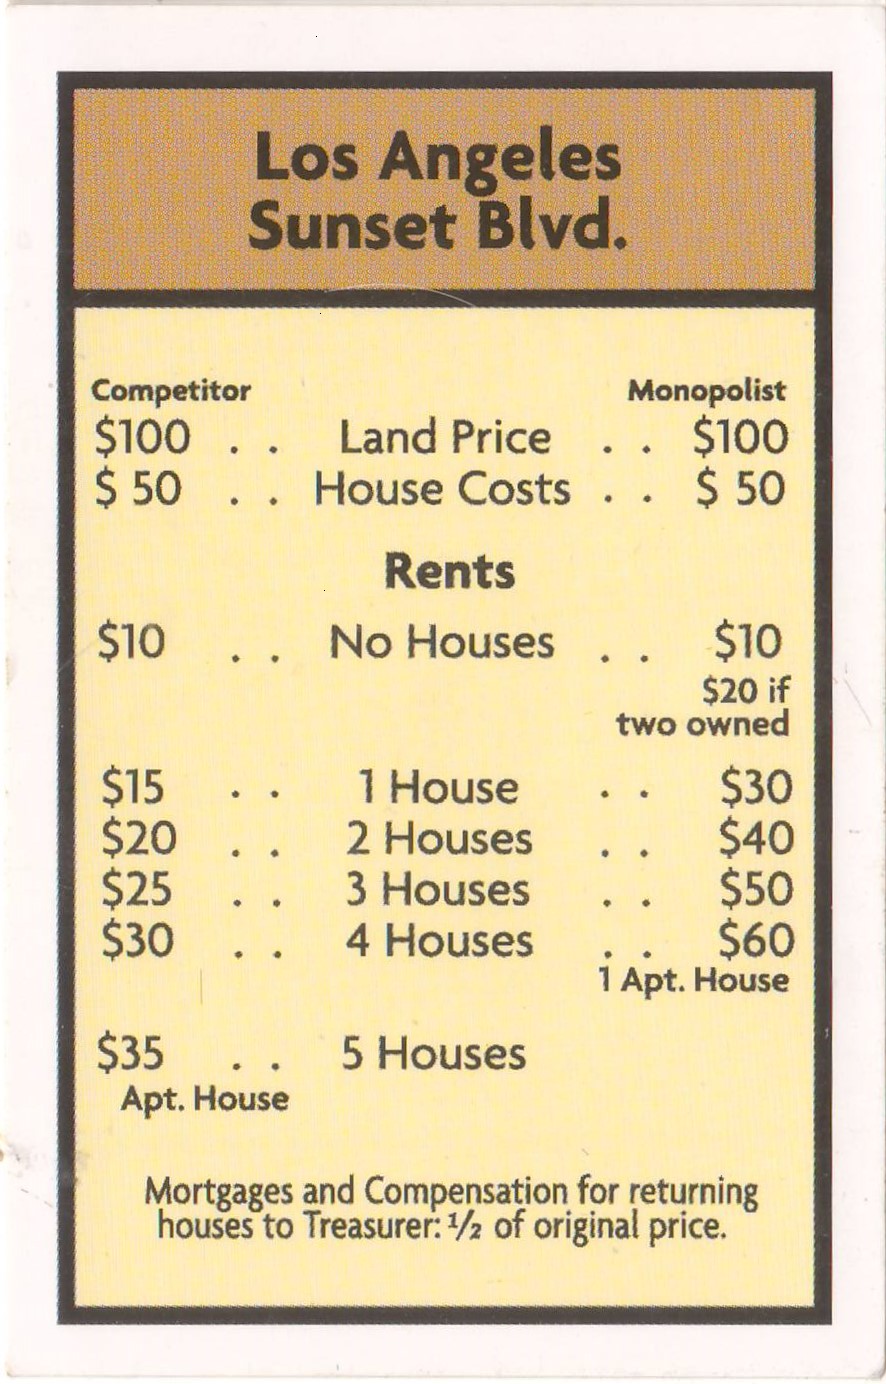 Los Angeles
Sunset Blvd.
Competitor Monopolist
$100 . . Land Price . . $100
$ 50 . . House Costs . . $ 50
Rents
$10 . . No Houses . . $10
$20 if
two owned
$15 . . 1 House . . $30
$20 . . 2 Houses . . $40
$25 . . 3 Houses . . $50
$30 . . 4 Houses . . $60
1 Apt. House
$35 . . 5 Houses
Apt. House
Mortgages and Compensation for returning
houses to Treasurer: ½ of original price.